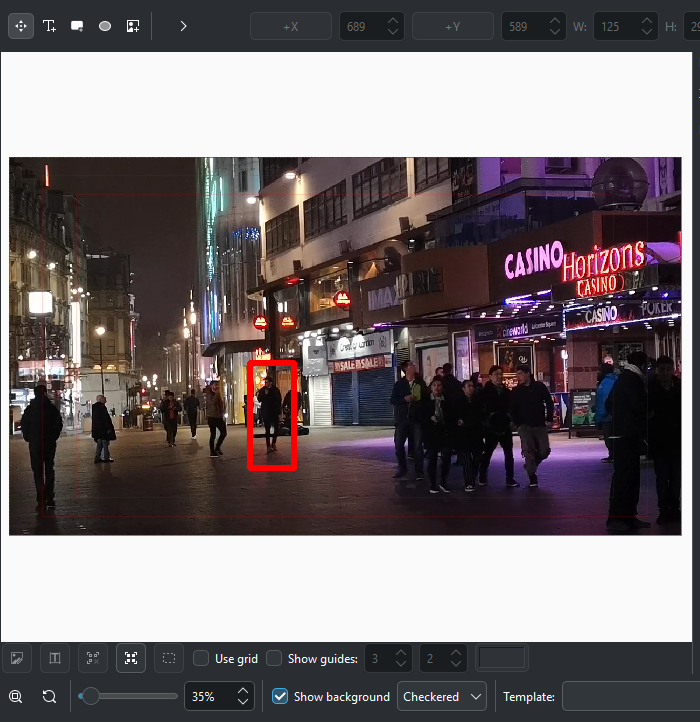 +X
689
+Y
589
W:
125
H:
29
IMAX
CASINO
Horizons
CASINO
CASINO
POKER
cineworld
SALE SALE
Use grid
Show guides:
3
2
35%
Show background
Checkered
Template: